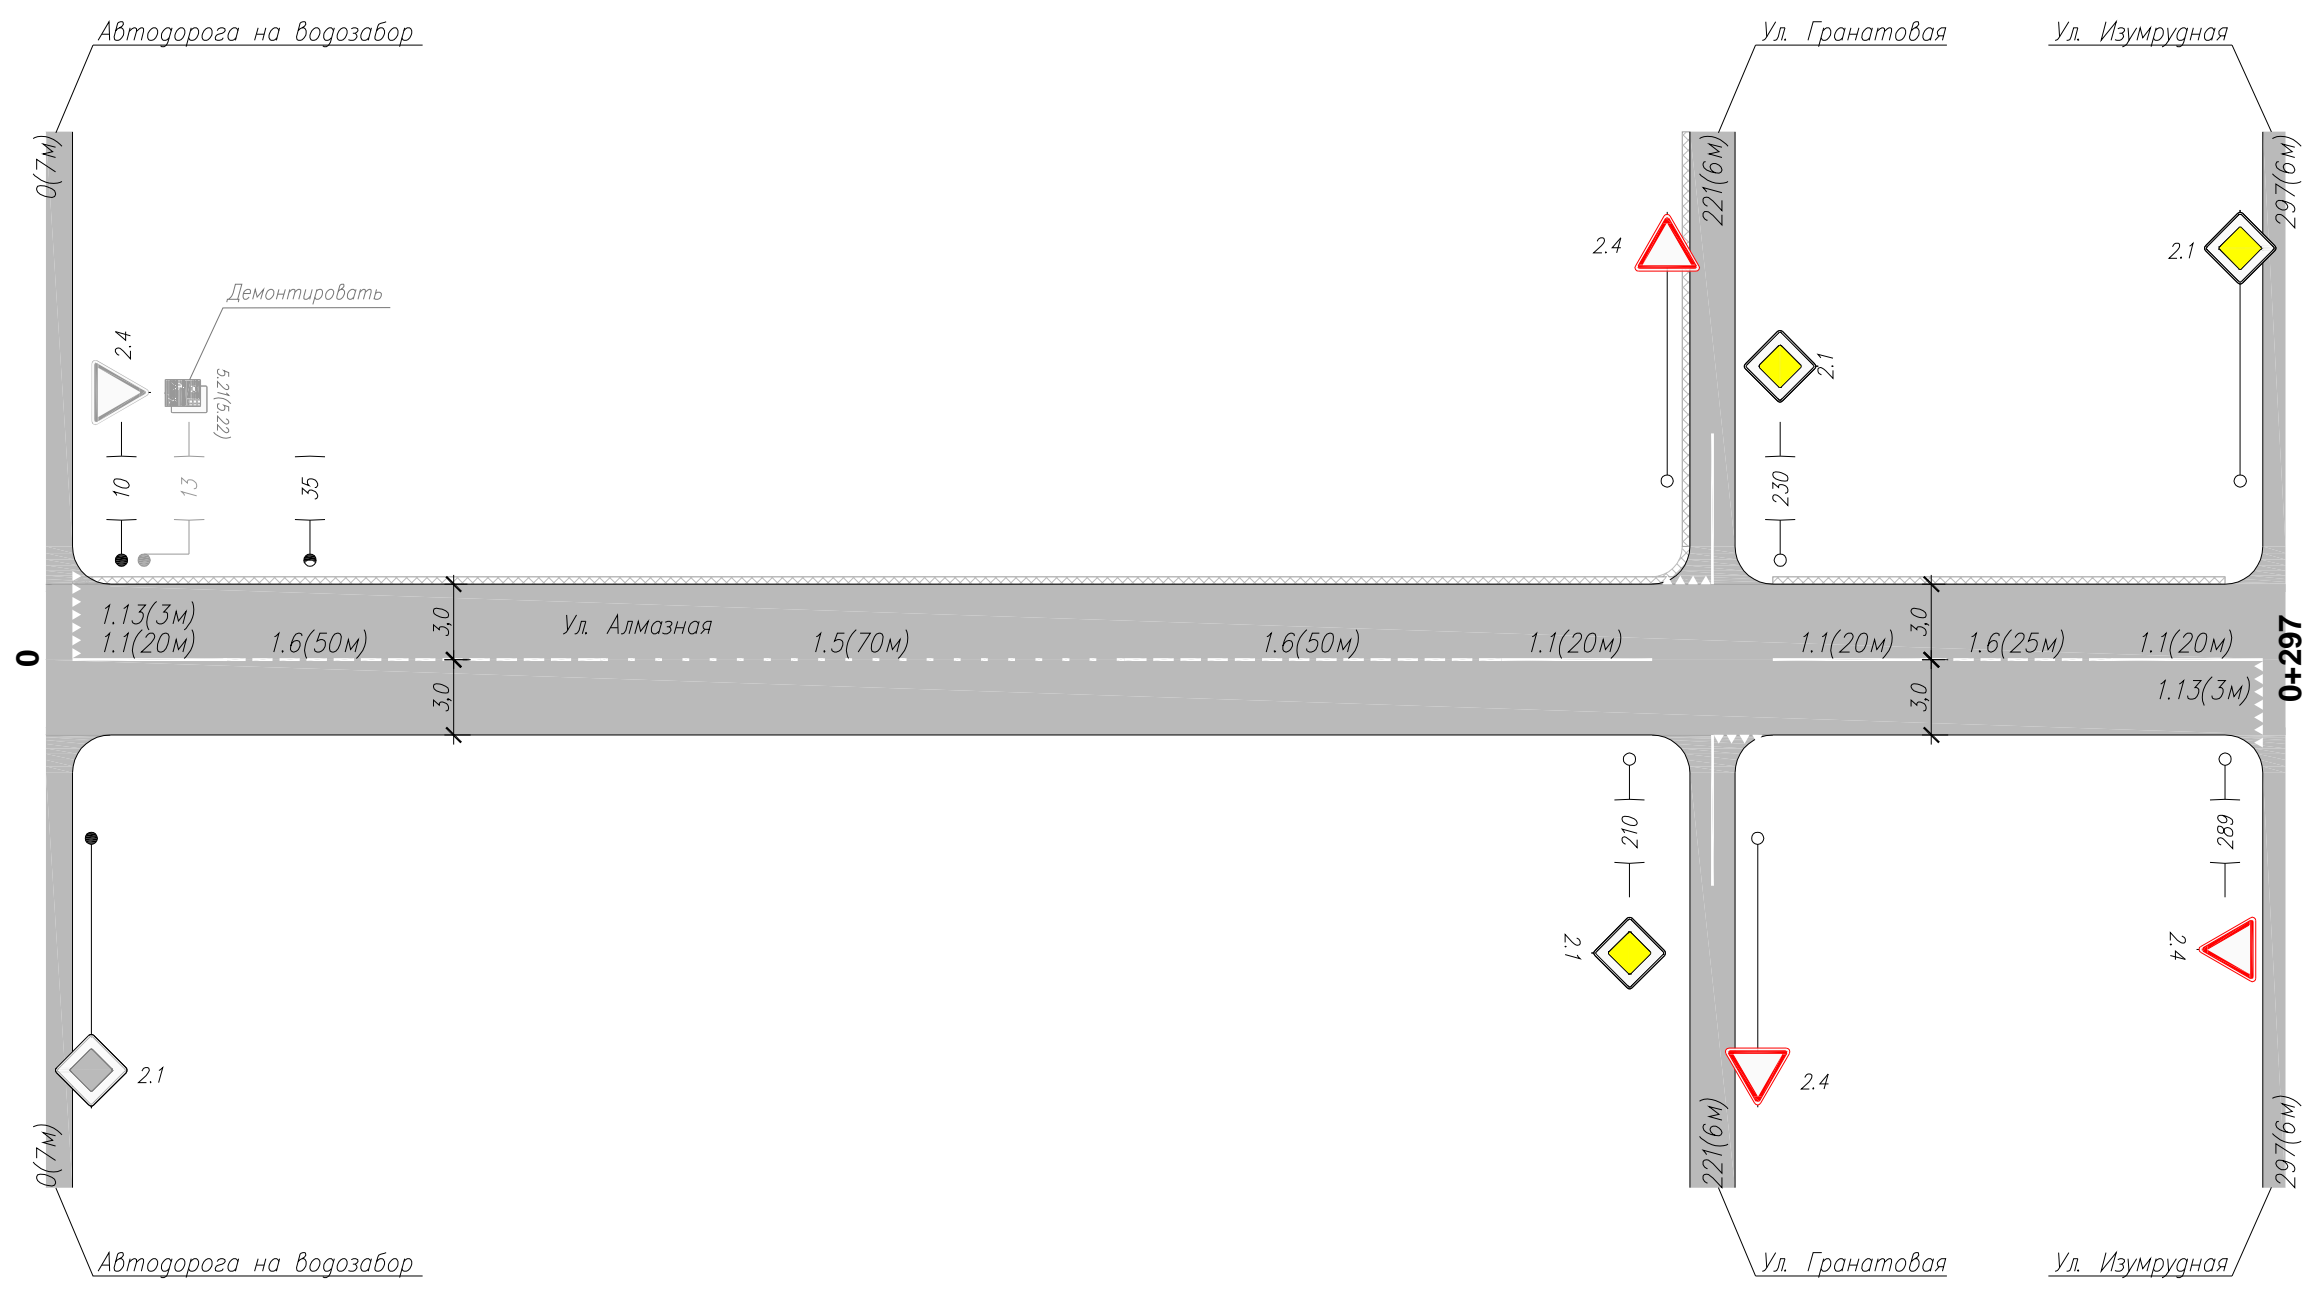 Автодорога на водозабор
Ул. Гранатовая
Ул. Изумрудная
0(7м)
221(6м)
297(6м)
2.4
2.1
Демонтировать
2.4
5.21(5.22)
2.1
10
13
35
230
1.13(3м)
1.1(20м)
1.6(50м)
3,0
Ул. Алмазная
1.5(70м)
1.6(50м)
1.1(20м)
1.1(20м)
3,0
1.6(25м)
1.1(20м)
0
0+297
3,0
3,0
1.13(3м)
210
289
2.1
2.4
2.1
2.4
0(7м)
221(6м)
297(6м)
Автодорога на водозабор
Ул. Гранатовая
Ул. Изумрудная